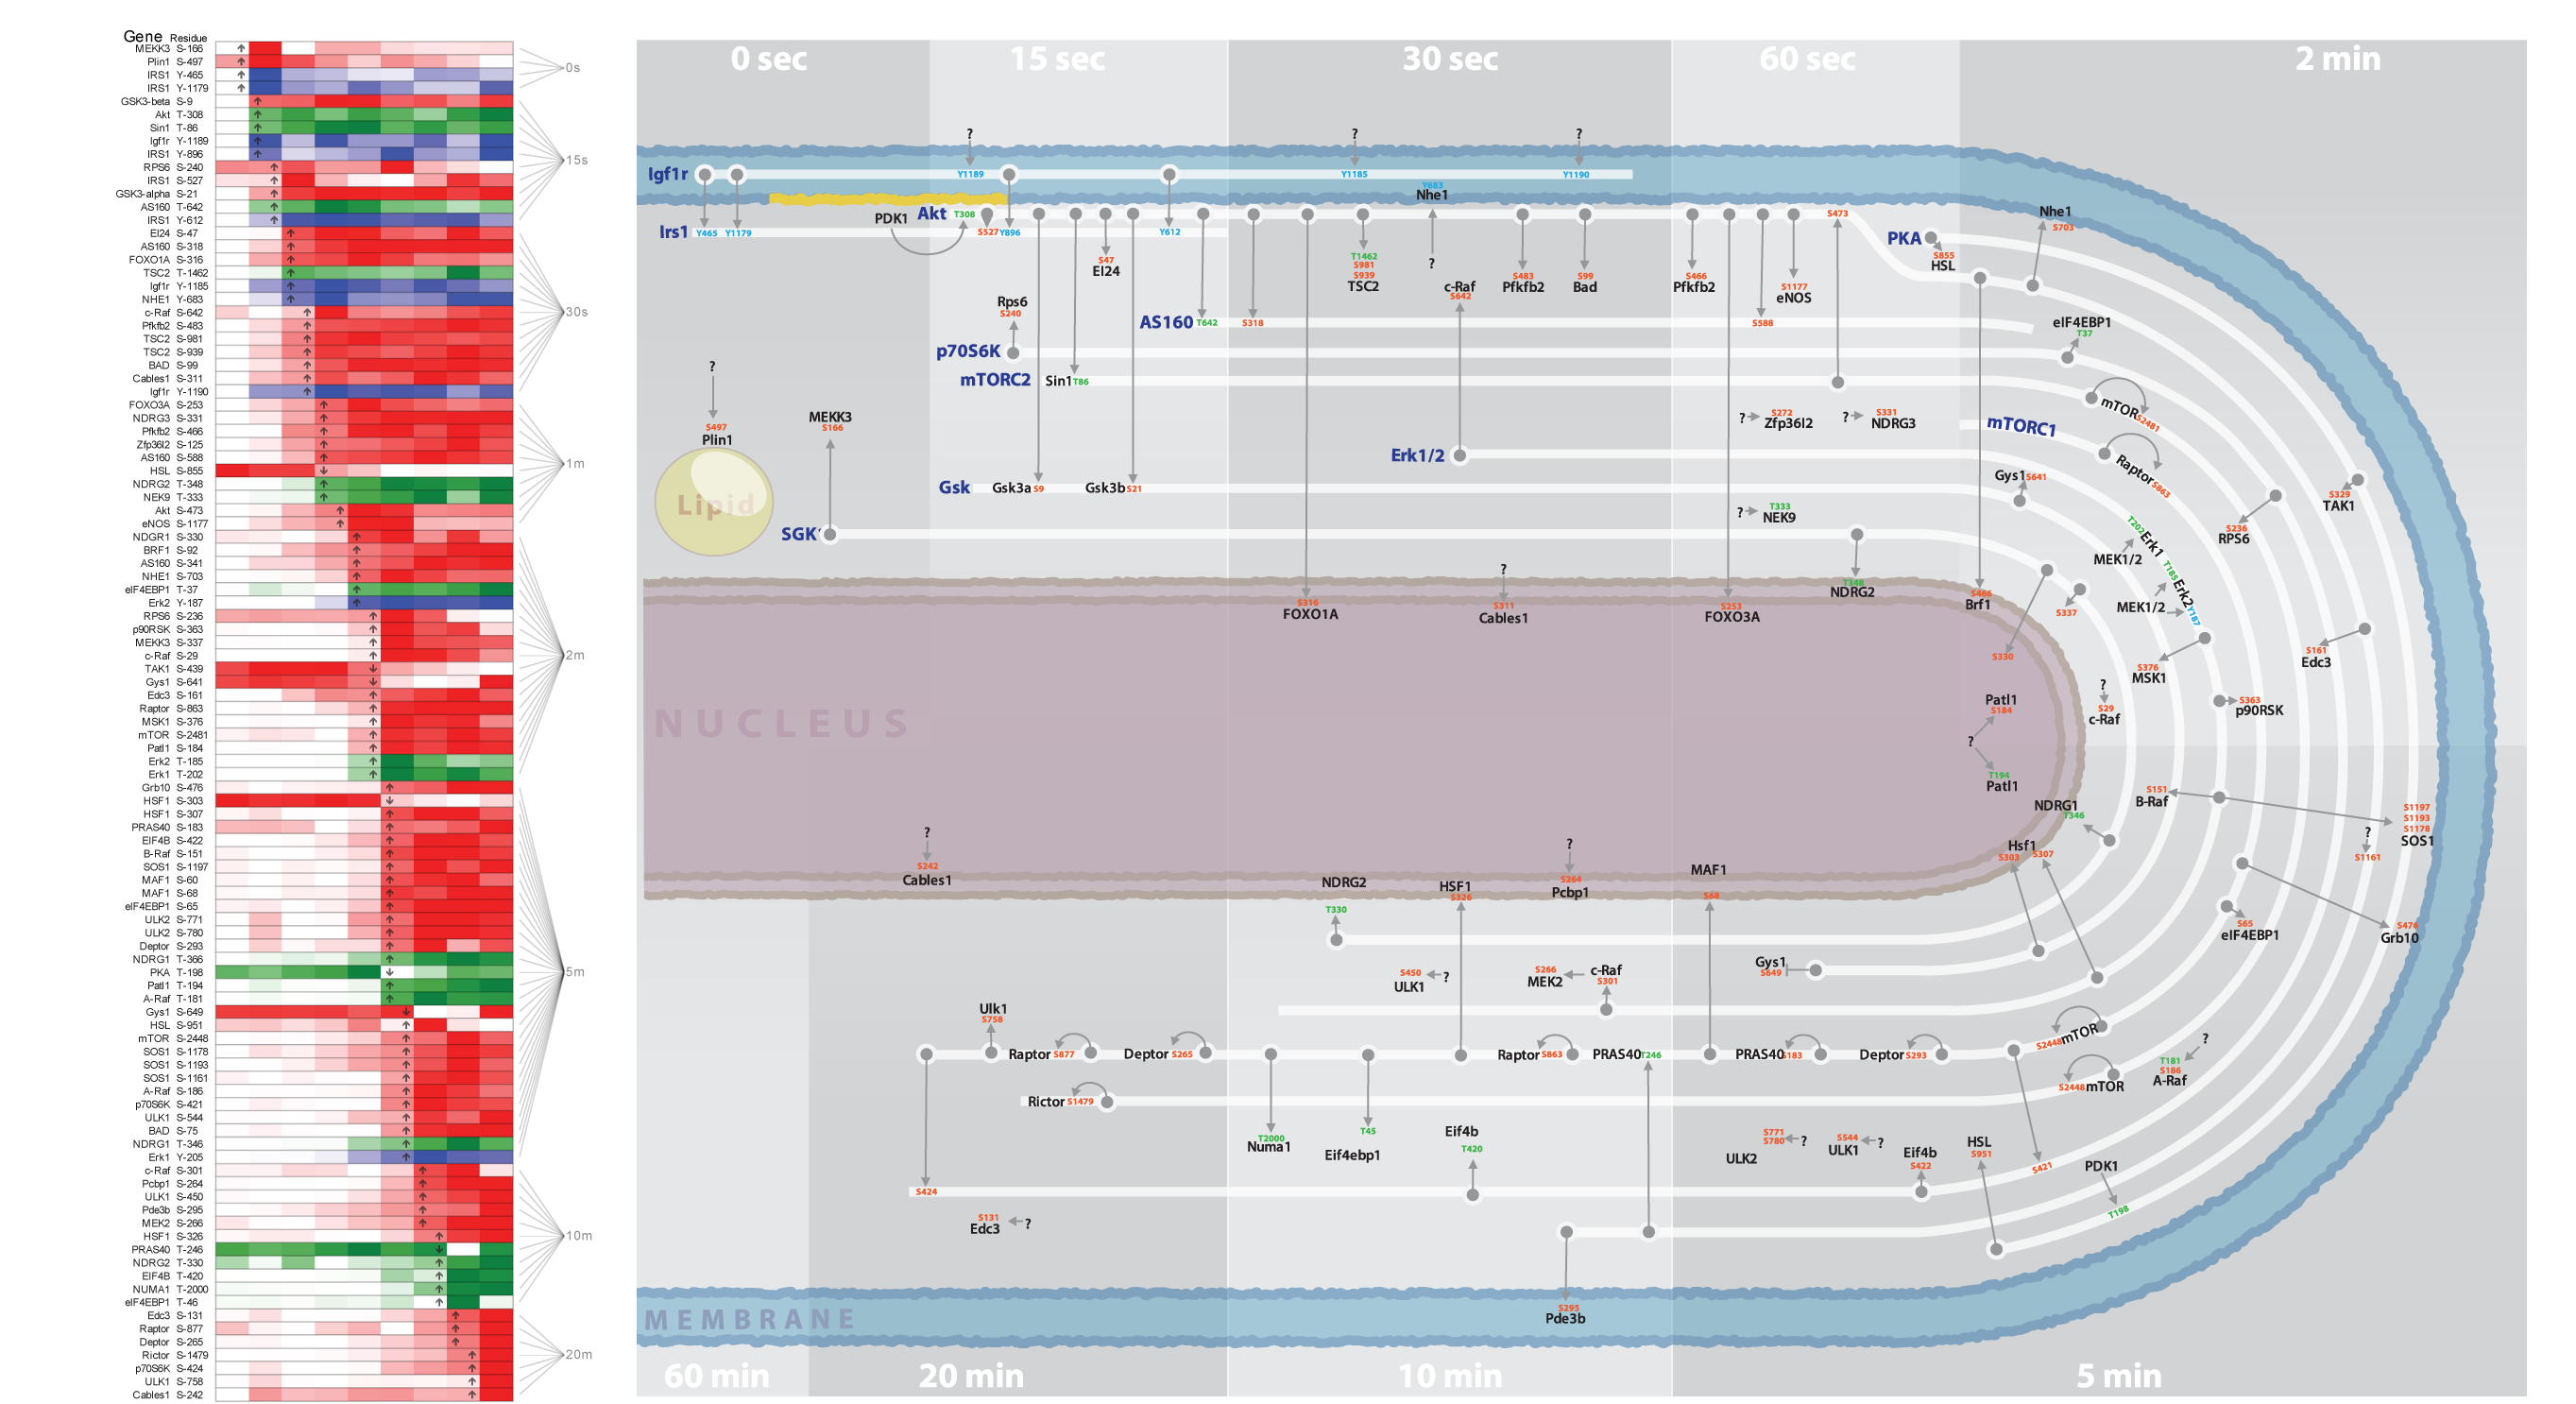 Gene Residue
MEKK3 S-166
Plin1 S-497
IRS1 Y-465
IRS1 Y-1179
GSK3-beta S-9
Akt T-308
Sin1 T-86
Igf1r Y-1189
IRS1 Y-896
RPS6 S-240
IRS1 S-527
GSK3-alpha S-21
AS160 T-642
IRS1 Y-612
EI24 S-47
AS160 S-318
FOXO1A S-316
TSC2 T-1462
Igf1r Y-1185
NHE1 Y-683
c-Raf S-642
Pfkfb2 S-483
TSC2 S-981
TSC2 S-939
BAD S-99
Cables1 S-311
Igf1r Y-1190
FOXO3A S-253
NDRG3 S-331
Pfkfb2 S-466
Zfp36l2 S-125
AS160 S-588
HSL S-855
NDRG2 T-348
NEK9 T-333
Akt S-473
eNOS S-1177
NDGR1 S-330
BRF1 S-92
AS160 S-341
NHE1 S-703
eIF4EBP1 T-37
Erk2 Y-187
RPS6 S-236
p90RSK S-363
MEKK3 S-337
c-Raf S-29
TAK1 S-439
Gys1 S-641
Edc3 S-161
Raptor S-863
MSK1 S-376
mTOR S-2481
Patl1 S-184
Erk2 T-185
Erk1 T-202
Grb10 S-476
HSF1 S-303
HSF1 S-307
PRAS40 S-183
EIF4B S-422
B-Raf S-151
SOS1 S-1197
MAF1 S-60
MAF1 S-68
eIF4EBP1 S-65
ULK2 S-771
ULK2 S-780
Deptor S-293
NDRG1 T-366
PKA T-198
Patl1 T-194
A-Raf T-181
Gys1 S-649
HSL S-951
mTOR S-2448
SOS1 S-1178
SOS1 S-1193
SOS1 S-1161
A-Raf S-186
p70S6K S-421
ULK1 S-544
BAD S-75
NDRG1 T-346
Erk1 Y-205
c-Raf S-301
Pcbp1 S-264
ULK1 S-450
Pde3b S-295
MEK2 S-266
HSF1 S-326
PRAS40 T-246
NDRG2 T-330
EIF4B T-420
NUMA1 T-2000
eIF4EBP1 T-46
Edc3 S-131
Raptor S-877
Deptor S-265
Rictor S-1479
p70S6K S-424
ULK1 S-758
Cables1 S-242
0s
15s
30s
1m
2m
5m
10m
20m
0 sec 15 sec 30 sec 60 sec 2 min
? ? ?
Igf1r Y1189 Y1185 Y1190
Y683
Nhe1
PDK1 Akt T308 S473
Irs1 Y465 Y1179 S527 Y896 Y612
Nhe1
S703
PKA
S855
HSL
S47
EI24
T1462
S981
S939
TSC2
?
c-Raf
S642
S483
Pfkfb2
S99
Bad
S466
Pfkfb2
S1177
eNOS
Rps6
S240
AS160 T642 S318 S588
eIF4EBP1
T37
p70S6K
mTORC2 Sin1 T86
?
S497
Plin1
MEKK3
S166
? S272
Zfp36l2
? S331
NDRG3
mTORC1
mTOR S2481
Raptor S863
Erk1/2
Gsk Gsk3a S9 Gsk3b S21
Gys1 S641
S329
TAK1
Lipid
SGK
? T333
NEK9
T202 Erk1
MEK1/2
S236
RPS6
T185 Erk2 Y187
MEK1/2
T348
NDRG2
?
S316
FOXO1A
S311
Cables1
S253
FOXO3A
S466
Brf1
S337
S330
S161
Edc3
S376
MSK1
NUCLEUS
Patl1
S184
?
T194
Patl1
?
S29
c-Raf
S363
p90RSK
S151
B-Raf
NDRG1
T346
S1197
S1193
S1178
SOS1
?
S1161
Hsf1
S303 S307
?
S242
Cables1
?
S264
Pcbp1
NDRG2
T330
HSF1
S326
MAF1
S68
S65
eIF4EBP1
S476
Grb10
S450 ?
ULK1
S266
MEK2
c-Raf
S301
Gys1
S649
Ulk1
S758
Raptor S877 Deptor S265 Raptor S863 PRAS40 T246 PRAS40 S183 Deptor S293
S2448 mTOR
S2448 mTOR
?
T181
S186
A-Raf
Rictor S1479
T2000
Numa1
T45
Eif4ebp1
Eif4b
T420
S771
S780 ?
ULK2
S544 ?
ULK1
Eif4b
S422
HSL
S951
S421
PDK1
T198
S424
S131 ?
Edc3
S295
Pde3b
MEMBRANE
60 min 20 min 10 min 5 min